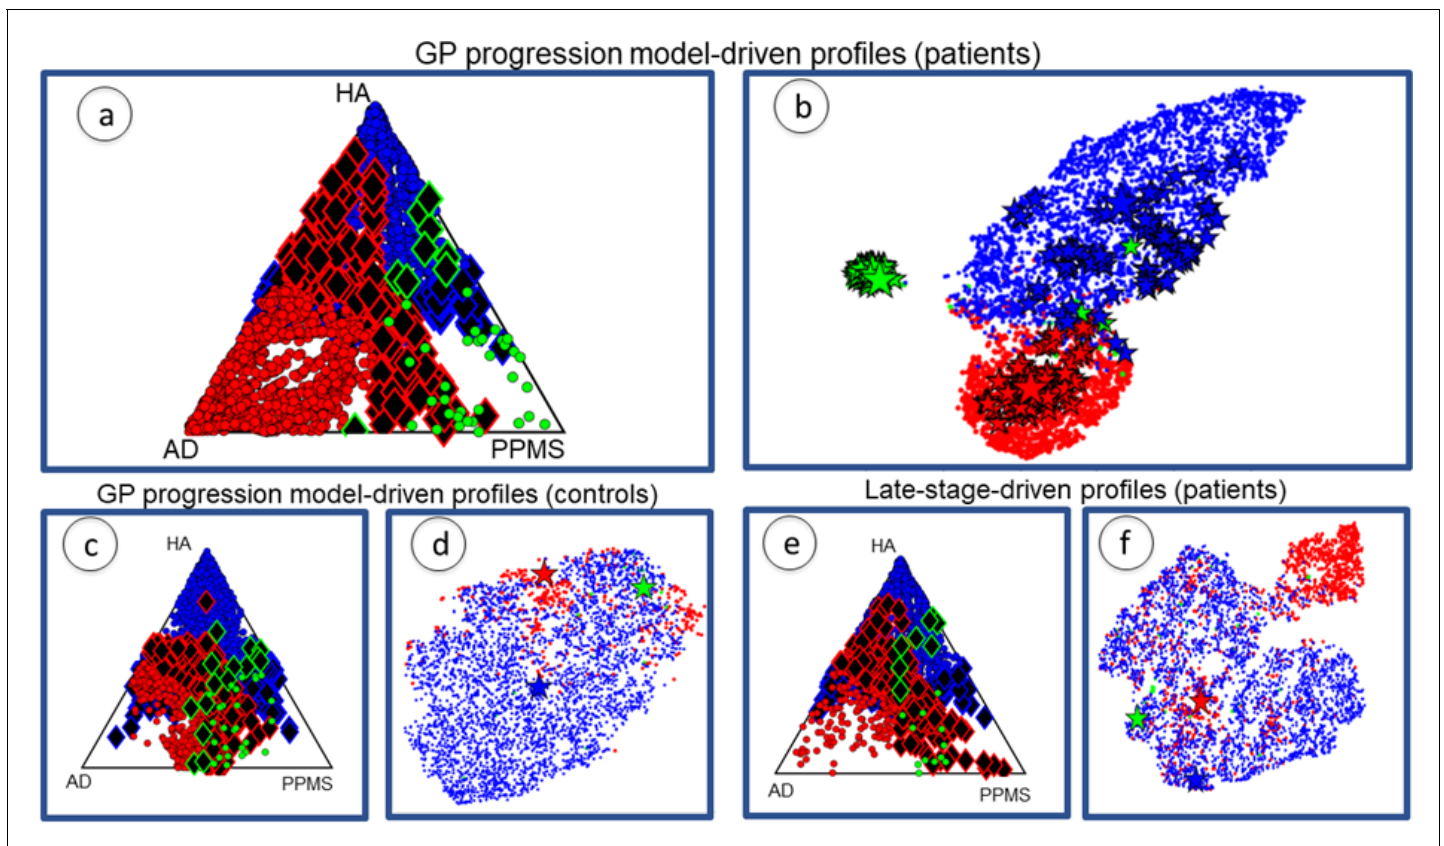 GP progression model-driven profiles (patients)
a
HA
AD
PPMS
b
GP progression model-driven profiles (controls)
c
HA
AD
PPMS
d
Late-stage-driven profiles (patients)
e
HA
AD
PPMS
f